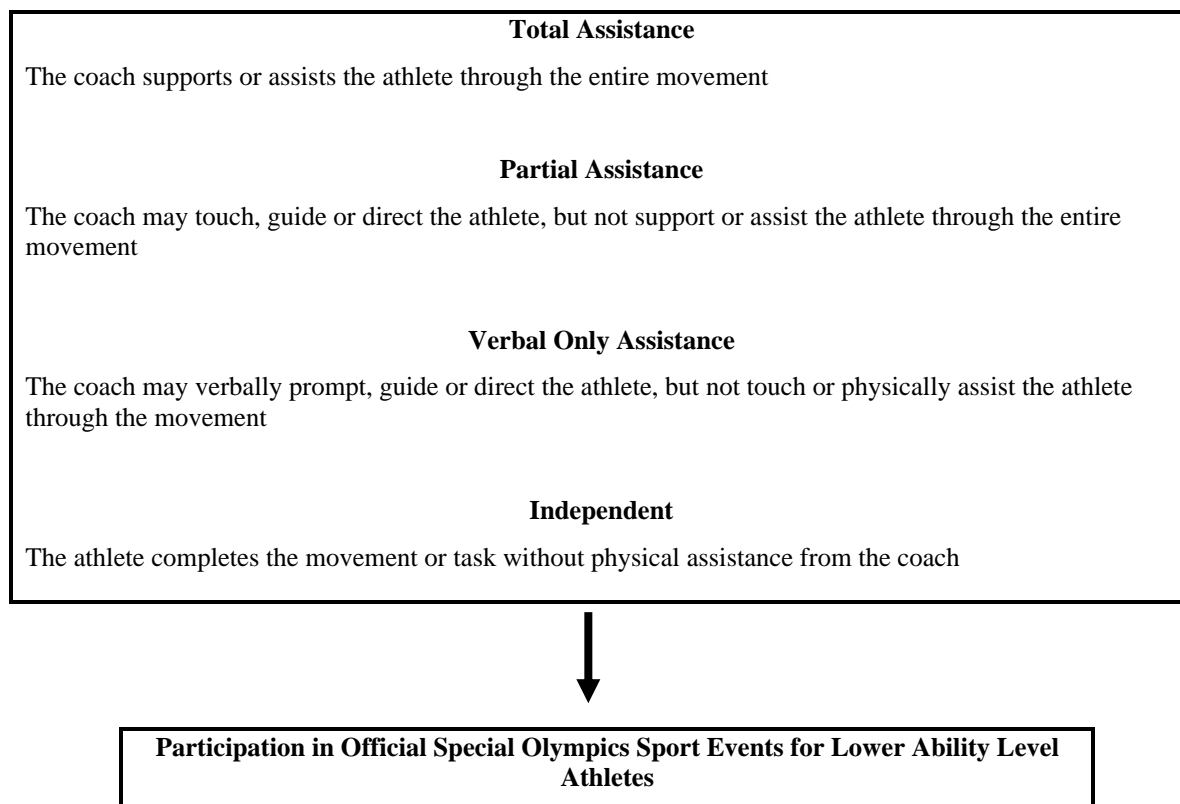 Total Assistance
The coach supports or assists the athlete through the entire movement
Partial Assistance
The coach may touch, guide or direct the athlete, but not support or assist the athlete through the entire
movement
Verbal Only Assistance
The coach may verbally prompt, guide or direct the athlete, but not touch or physically assist the athlete
through the movement
Independent
The athlete completes the movement or task without physical assistance from the coach
Participation in Official Special Olympics Sport Events for Lower Ability Level
Athletes